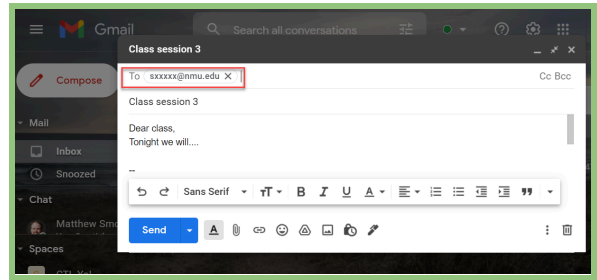 Gmail
Search all conversations
Class session 3
Compose
To sxxxxx@nmu.edu
Cc Bcc
Class session 3
Mail
Dear class,
Tonight we will....
Inbox
Snoozed
--
Sans Serif
B I U A
Chat
Matthew Smo
Send A
Spaces